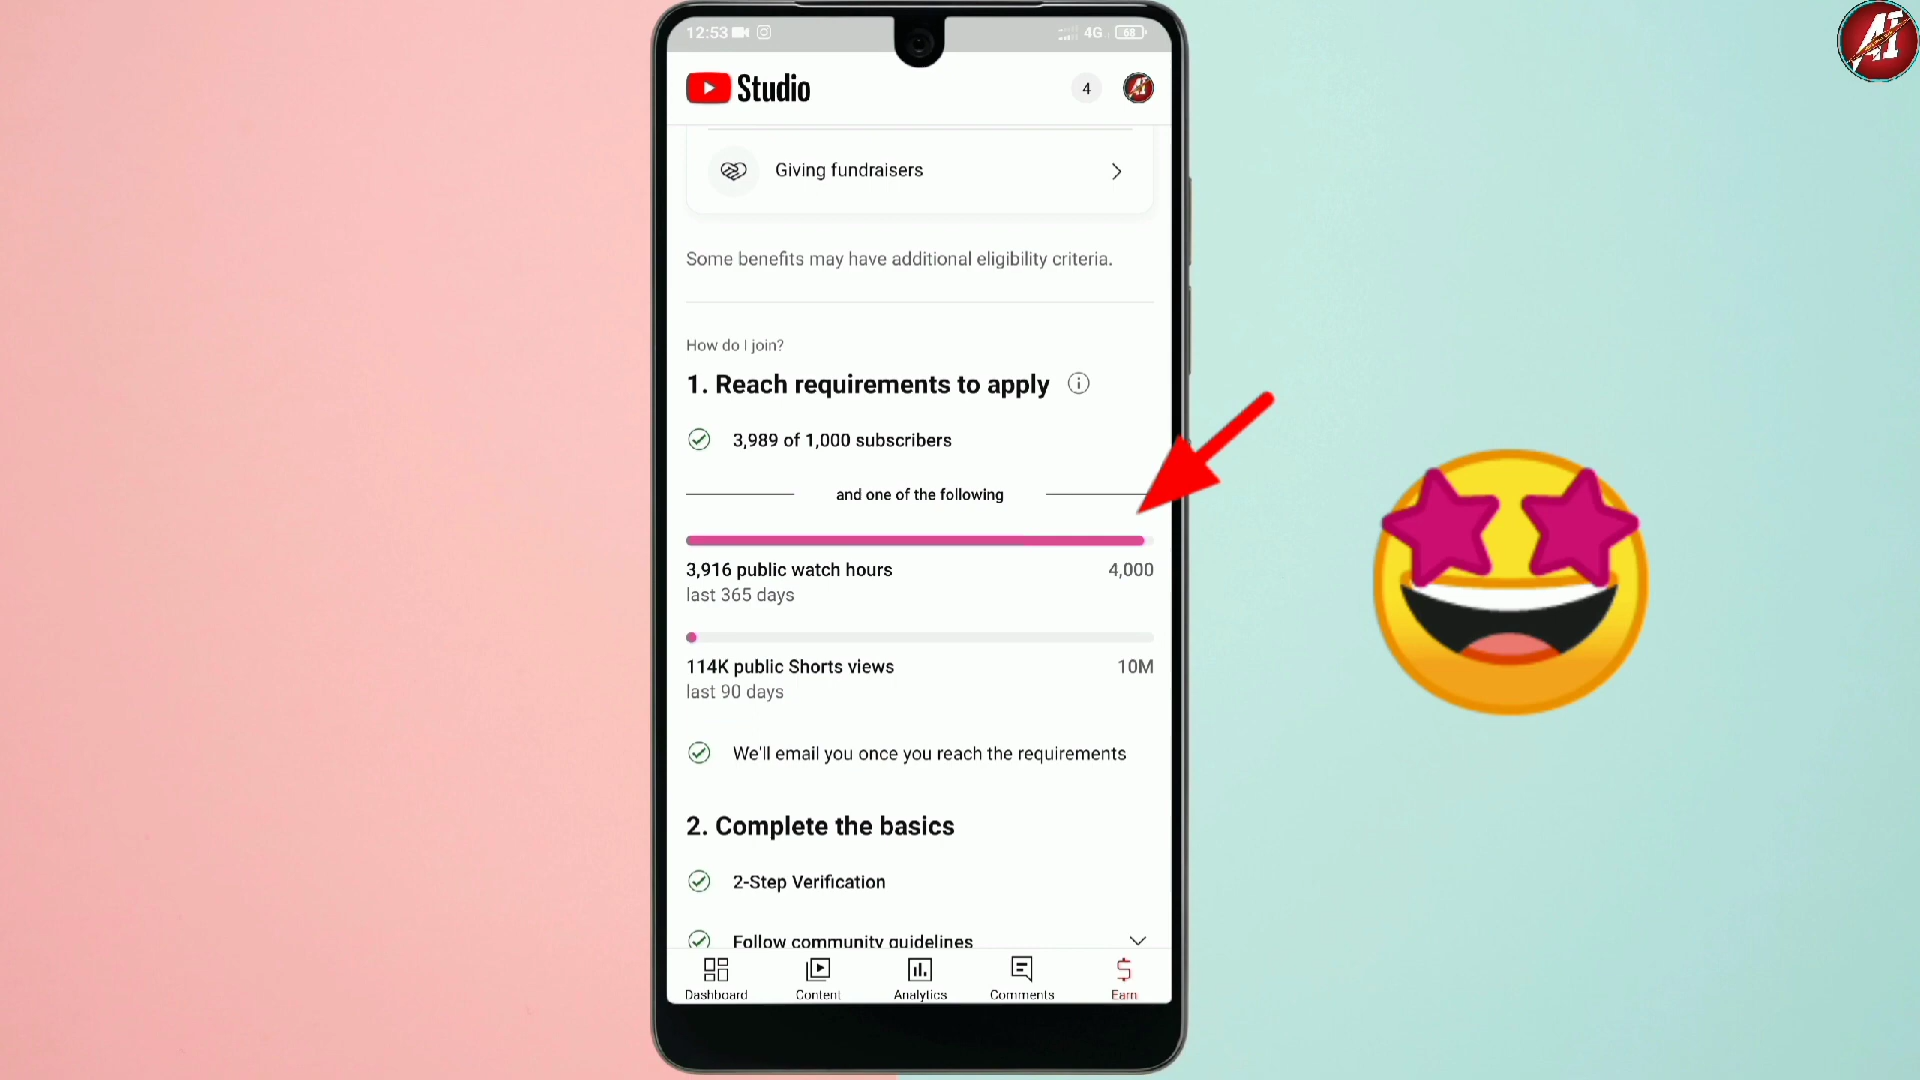 12:53
4G
68
AI
Studio
4
Giving fundraisers
Some benefits may have additional eligibility criteria.
How do I join?
1. Reach requirements to apply
3,989 of 1,000 subscribers
and one of the following
3,916 public watch hours
4,000
last 365 days
114K public Shorts views
10M
last 90 days
We'll email you once you reach the requirements
2. Complete the basics
2-Step Verification
Follow community guidelines
Dashboard
Content
Analytics
Comments
Earn